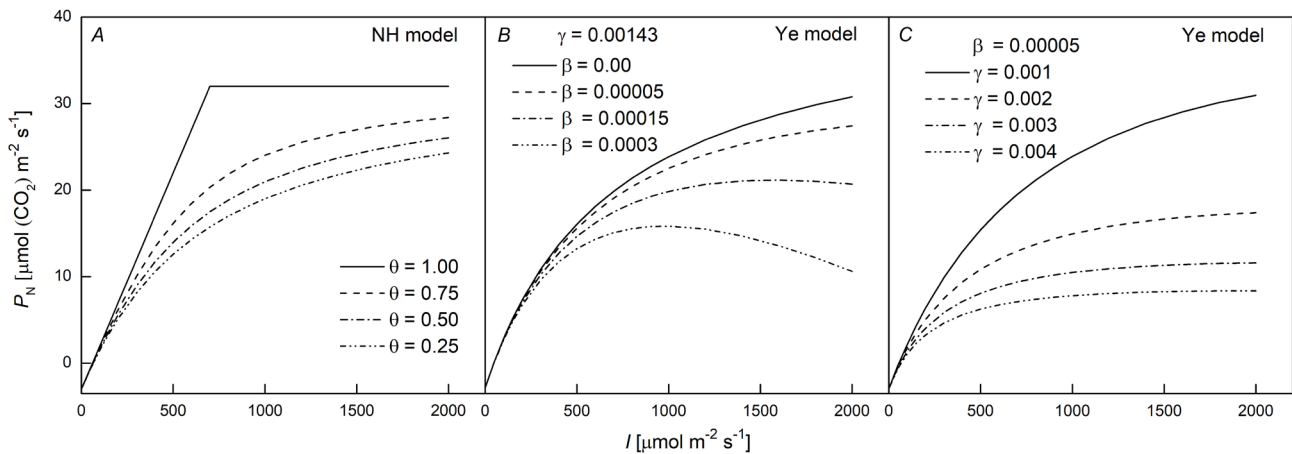 A NH model
40
30
20
10
0
P_N [μmol (CO₂) m⁻² s⁻¹]
θ = 1.00
θ = 0.75
θ = 0.50
θ = 0.25
0 500 1000 1500 2000
B γ = 0.00143 Ye model
β = 0.00
β = 0.00005
β = 0.00015
β = 0.0003
0 500 1000 1500 2000
C β = 0.00005 Ye model
γ = 0.001
γ = 0.002
γ = 0.003
γ = 0.004
0 500 1000 1500 2000
I [μmol m⁻² s⁻¹]